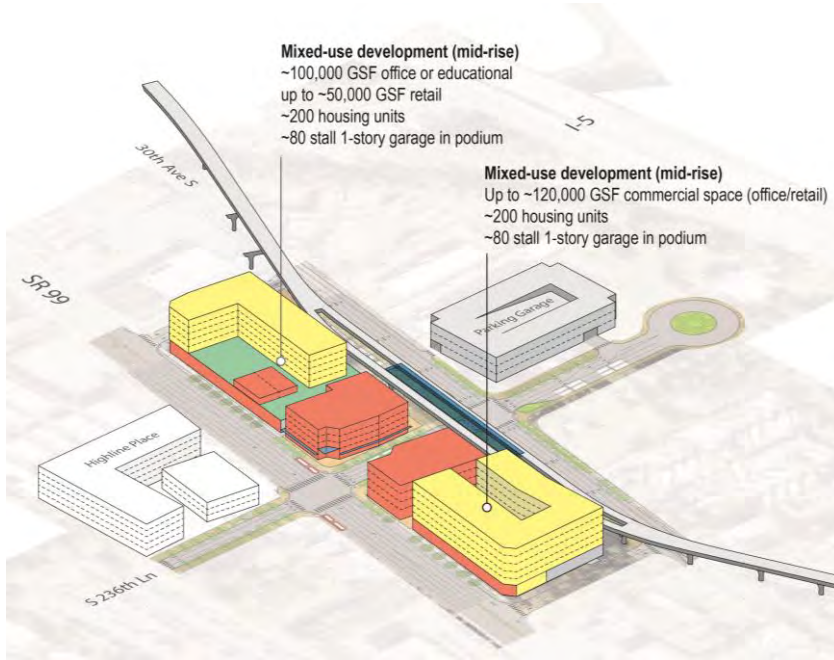 Mixed-use development (mid-rise)
~100,000 GSF office or educational
up to ~50,000 GSF retail
~200 housing units
~80 stall 1-story garage in podium
I-5
30th Ave S
Mixed-use development (mid-rise)
Up to ~120,000 GSF commercial space (office/retail)
~200 housing units
~80 stall 1-story garage in podium
SR 99
Parking Garage
Highline Place
S 236th Ln